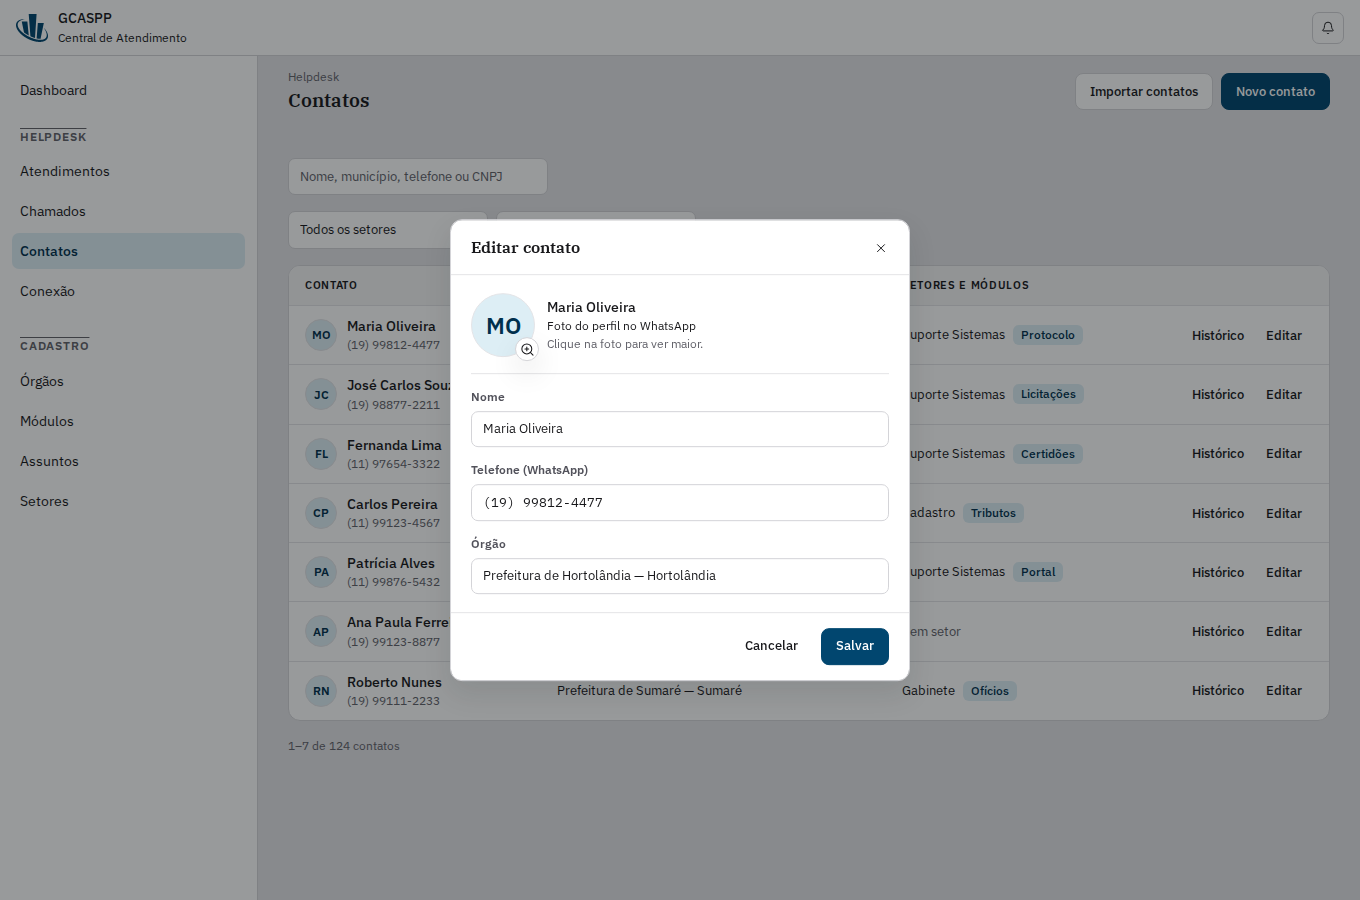 GCASPP
Central de Atendimento
Dashboard
HELPDESK
Atendimentos
Chamados
Contatos
Conexão
CADASTRO
Órgãos
Módulos
Assuntos
Setores
Helpdesk
Contatos
Importar contatos
Novo contato
Nome, município, telefone ou CNPJ
Todos os setores
CONTATO
ETORES E MÓDULOS
MO
Maria Oliveira
(19) 99812-4477
uporte Sistemas Protocolo Histórico Editar
JC
José Carlos Souz
(19) 98877-2211
uporte Sistemas Licitações Histórico Editar
FL
Fernanda Lima
(11) 97654-3322
uporte Sistemas Certidões Histórico Editar
CP
Carlos Pereira
(11) 99123-4567
adastro Tributos Histórico Editar
PA
Patrícia Alves
(11) 99876-5432
uporte Sistemas Portal Histórico Editar
AP
Ana Paula Ferre
(19) 99123-8877
em setor Histórico Editar
RN
Roberto Nunes
(19) 99111-2233
Prefeitura de Sumaré — Sumaré Gabinete Ofícios Histórico Editar
1–7 de 124 contatos
Editar contato
MO
Maria Oliveira
Foto do perfil no WhatsApp
Clique na foto para ver maior.
Nome
Maria Oliveira
Telefone (WhatsApp)
(19) 99812-4477
Órgão
Prefeitura de Hortolândia — Hortolândia
Cancelar
Salvar